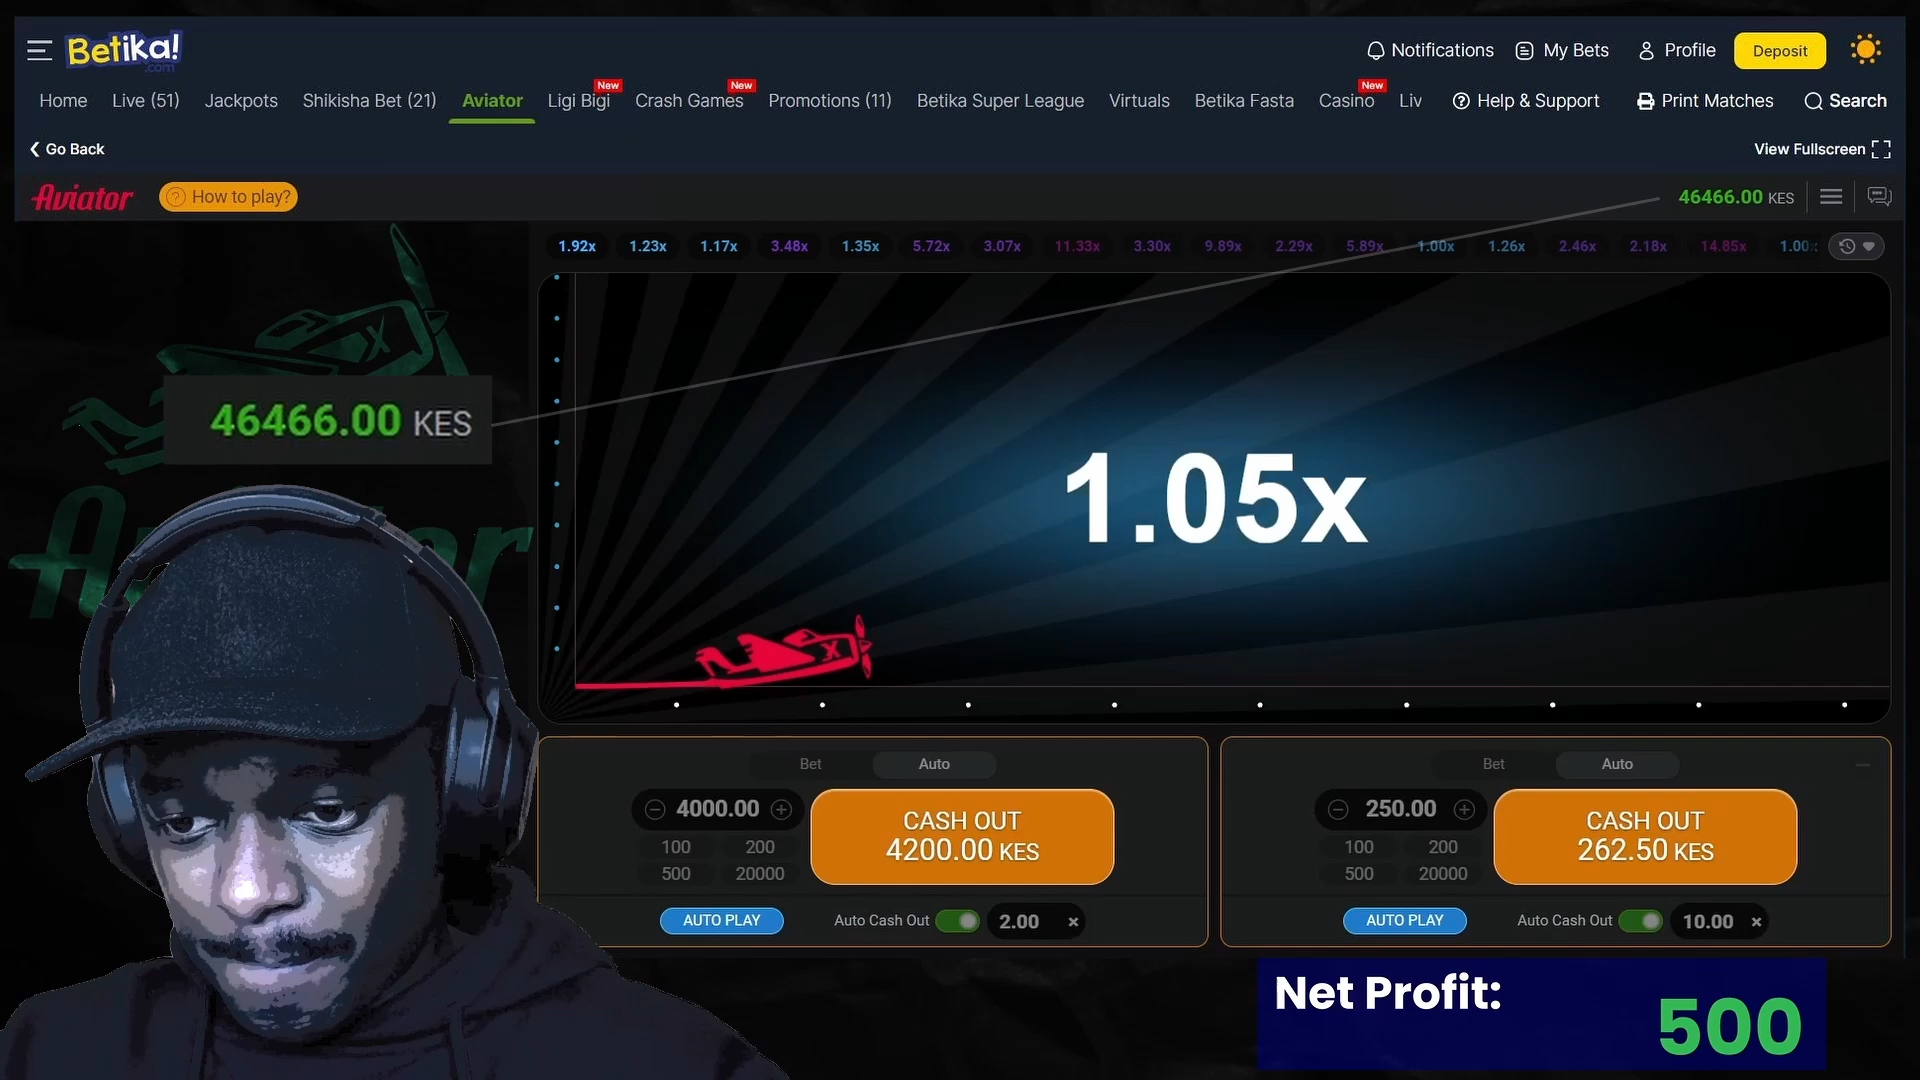 Betika!
.com
Notifications
My Bets
Profile
Deposit
Home
Live (51)
Jackpots
Shikisha Bet (21)
Aviator
Ligi Bigi
New
Crash Games
New
Promotions (11)
Betika Super League
Virtuals
Betika Fasta
Casino
New
Liv
Help & Support
Print Matches
Search
Go Back
View Fullscreen
Aviator
? How to play?
46466.00 KES
1.92x 1.23x 1.17x 3.48x 1.35x 5.72x 3.07x 11.33x 3.30x 9.89x 2.29x 5.89x 1.00x 1.26x 2.46x 2.18x 14.85x 1.00x
X
46466.00 KES
1.05x
X
Bet Auto
4000.00
100 200
500 20000
CASH OUT
4200.00 KES
AUTO PLAY
Auto Cash Out
2.00 ×
Bet Auto
250.00
100 200
500 20000
CASH OUT
262.50 KES
AUTO PLAY
Auto Cash Out
10.00 ×
Net Profit:
500